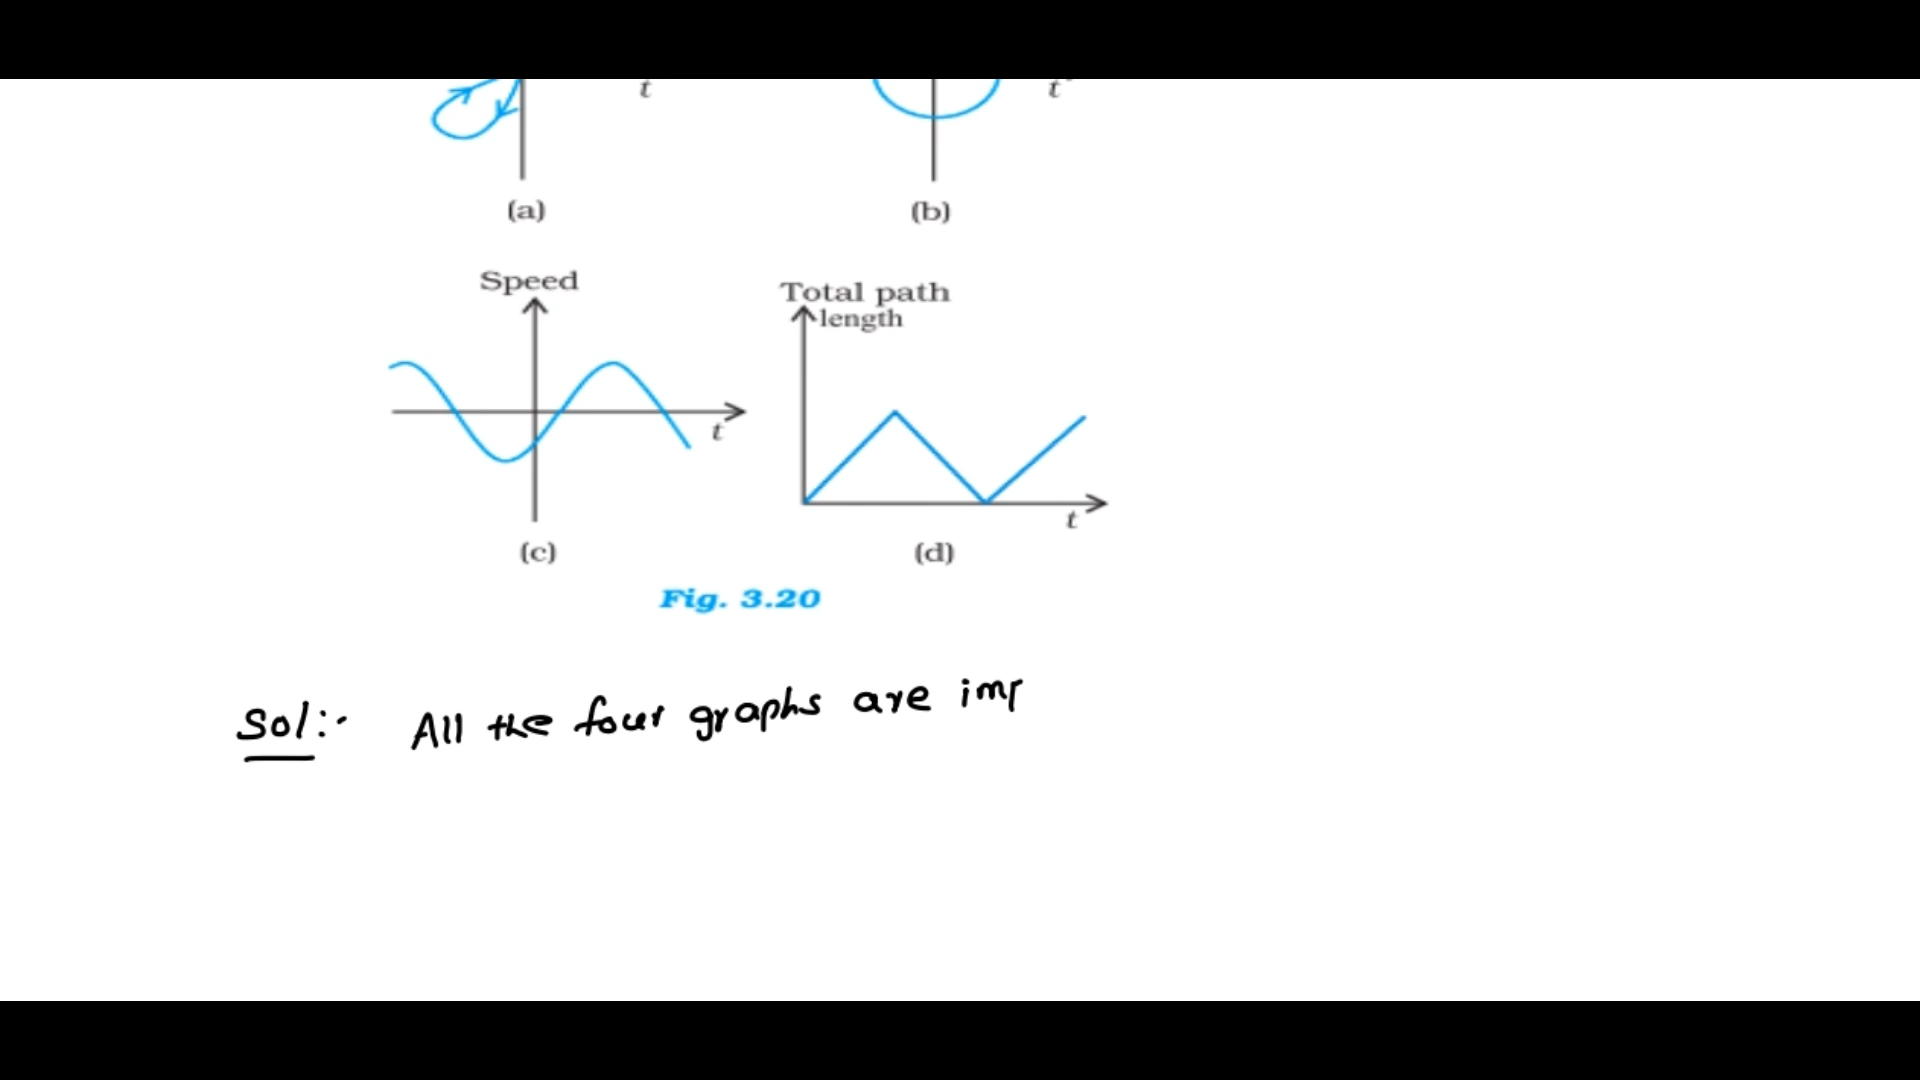 t
t
(a)
(b)
Speed
Total path
length
t
t
(c)
(d)
Fig. 3.20
Sol:- All the four graphs are imp